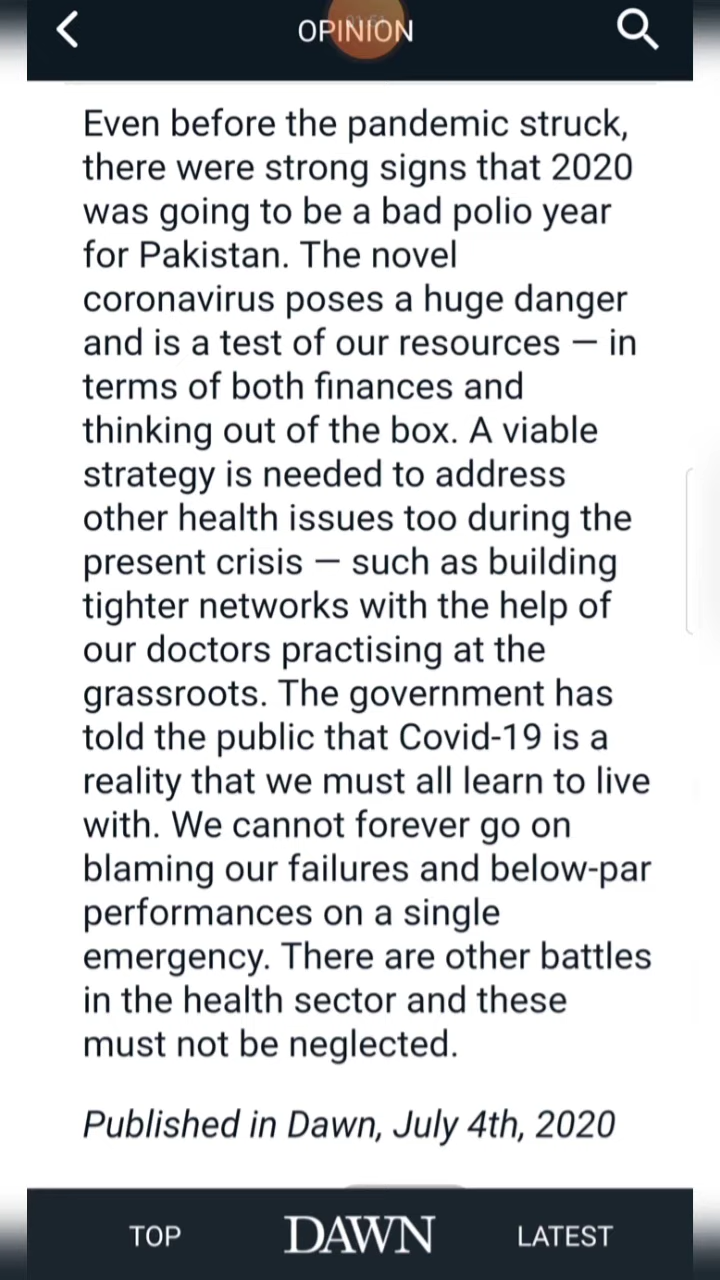 OPINION
Even before the pandemic struck,
there were strong signs that 2020
was going to be a bad polio year
for Pakistan. The novel
coronavirus poses a huge danger
and is a test of our resources — in
terms of both finances and
thinking out of the box. A viable
strategy is needed to address
other health issues too during the
present crisis — such as building
tighter networks with the help of
our doctors practising at the
grassroots. The government has
told the public that Covid-19 is a
reality that we must all learn to live
with. We cannot forever go on
blaming our failures and below-par
performances on a single
emergency. There are other battles
in the health sector and these
must not be neglected.
Published in Dawn, July 4th, 2020
TOP DAWN LATEST